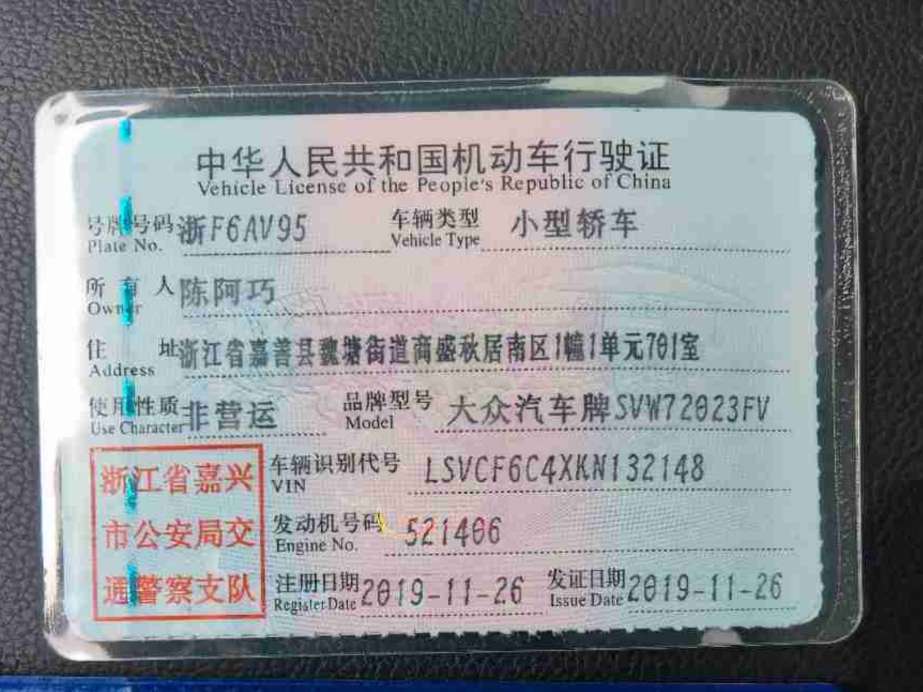 中华人民共和国机动车行驶证
Vehicle License of the People's Republic of China
号牌号码 浙F6AV95 车辆类型 小型轿车
Plate No. Vehicle Type
所有人 陈阿巧
Owner
住址 浙江省嘉善县魏塘街道商盛秋居南区1幢1单元701室
Address
使用性质 非营运 品牌型号 大众汽车牌SVW72023FV
Use Character Model
浙江省嘉兴
市公安局交
通警察支队
车辆识别代号 LSVCF6C4XKN132148
VIN
发动机号码 521406
Engine No.
注册日期 2019-11-26 发证日期 2019-11-26
Register Date Issue Date